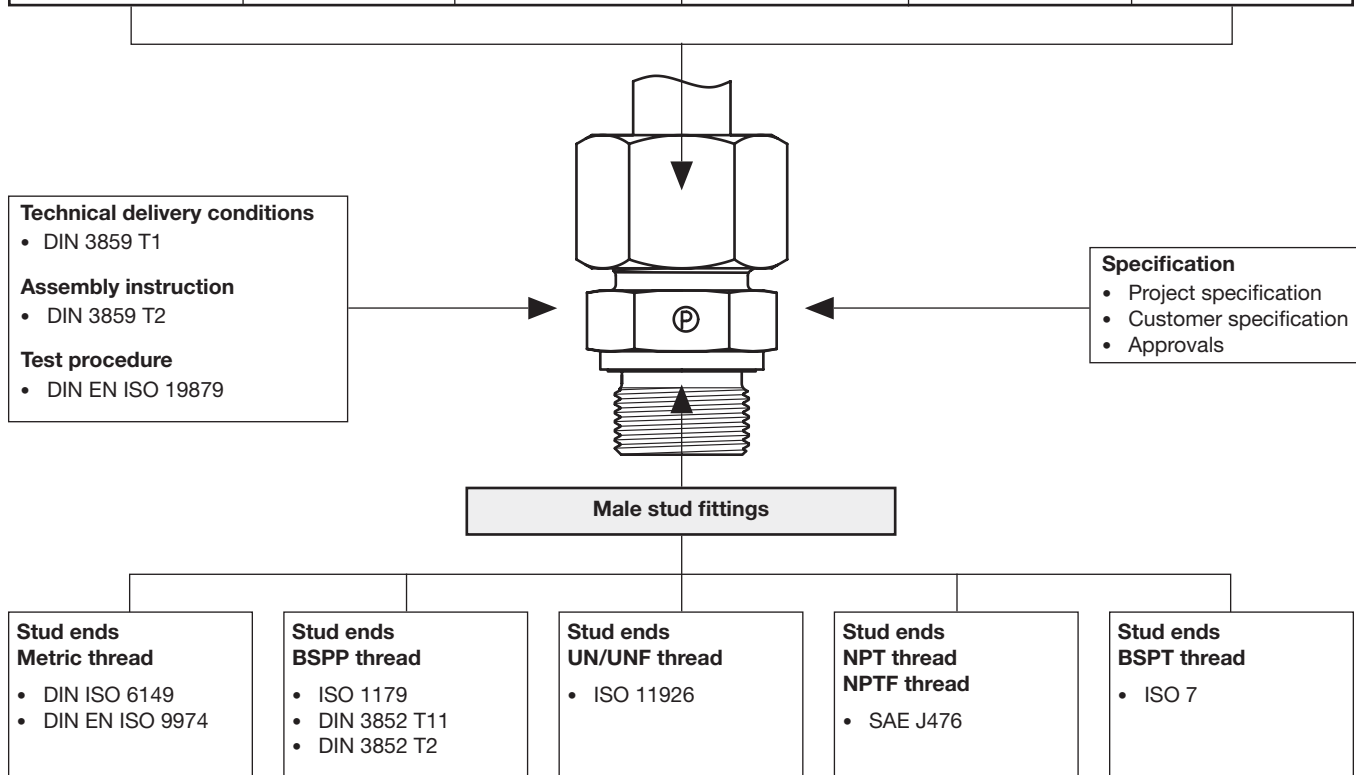 Technical delivery conditions
• DIN 3859 T1
Assembly instruction
• DIN 3859 T2
Test procedure
• DIN EN ISO 19879
P
Specification
• Project specification
• Customer specification
• Approvals
Male stud fittings
Stud ends
Metric thread
• DIN ISO 6149
• DIN EN ISO 9974
Stud ends
BSPP thread
• ISO 1179
• DIN 3852 T11
• DIN 3852 T2
Stud ends
UN/UNF thread
• ISO 11926
Stud ends
NPT thread
NPTF thread
• SAE J476
Stud ends
BSPT thread
• ISO 7